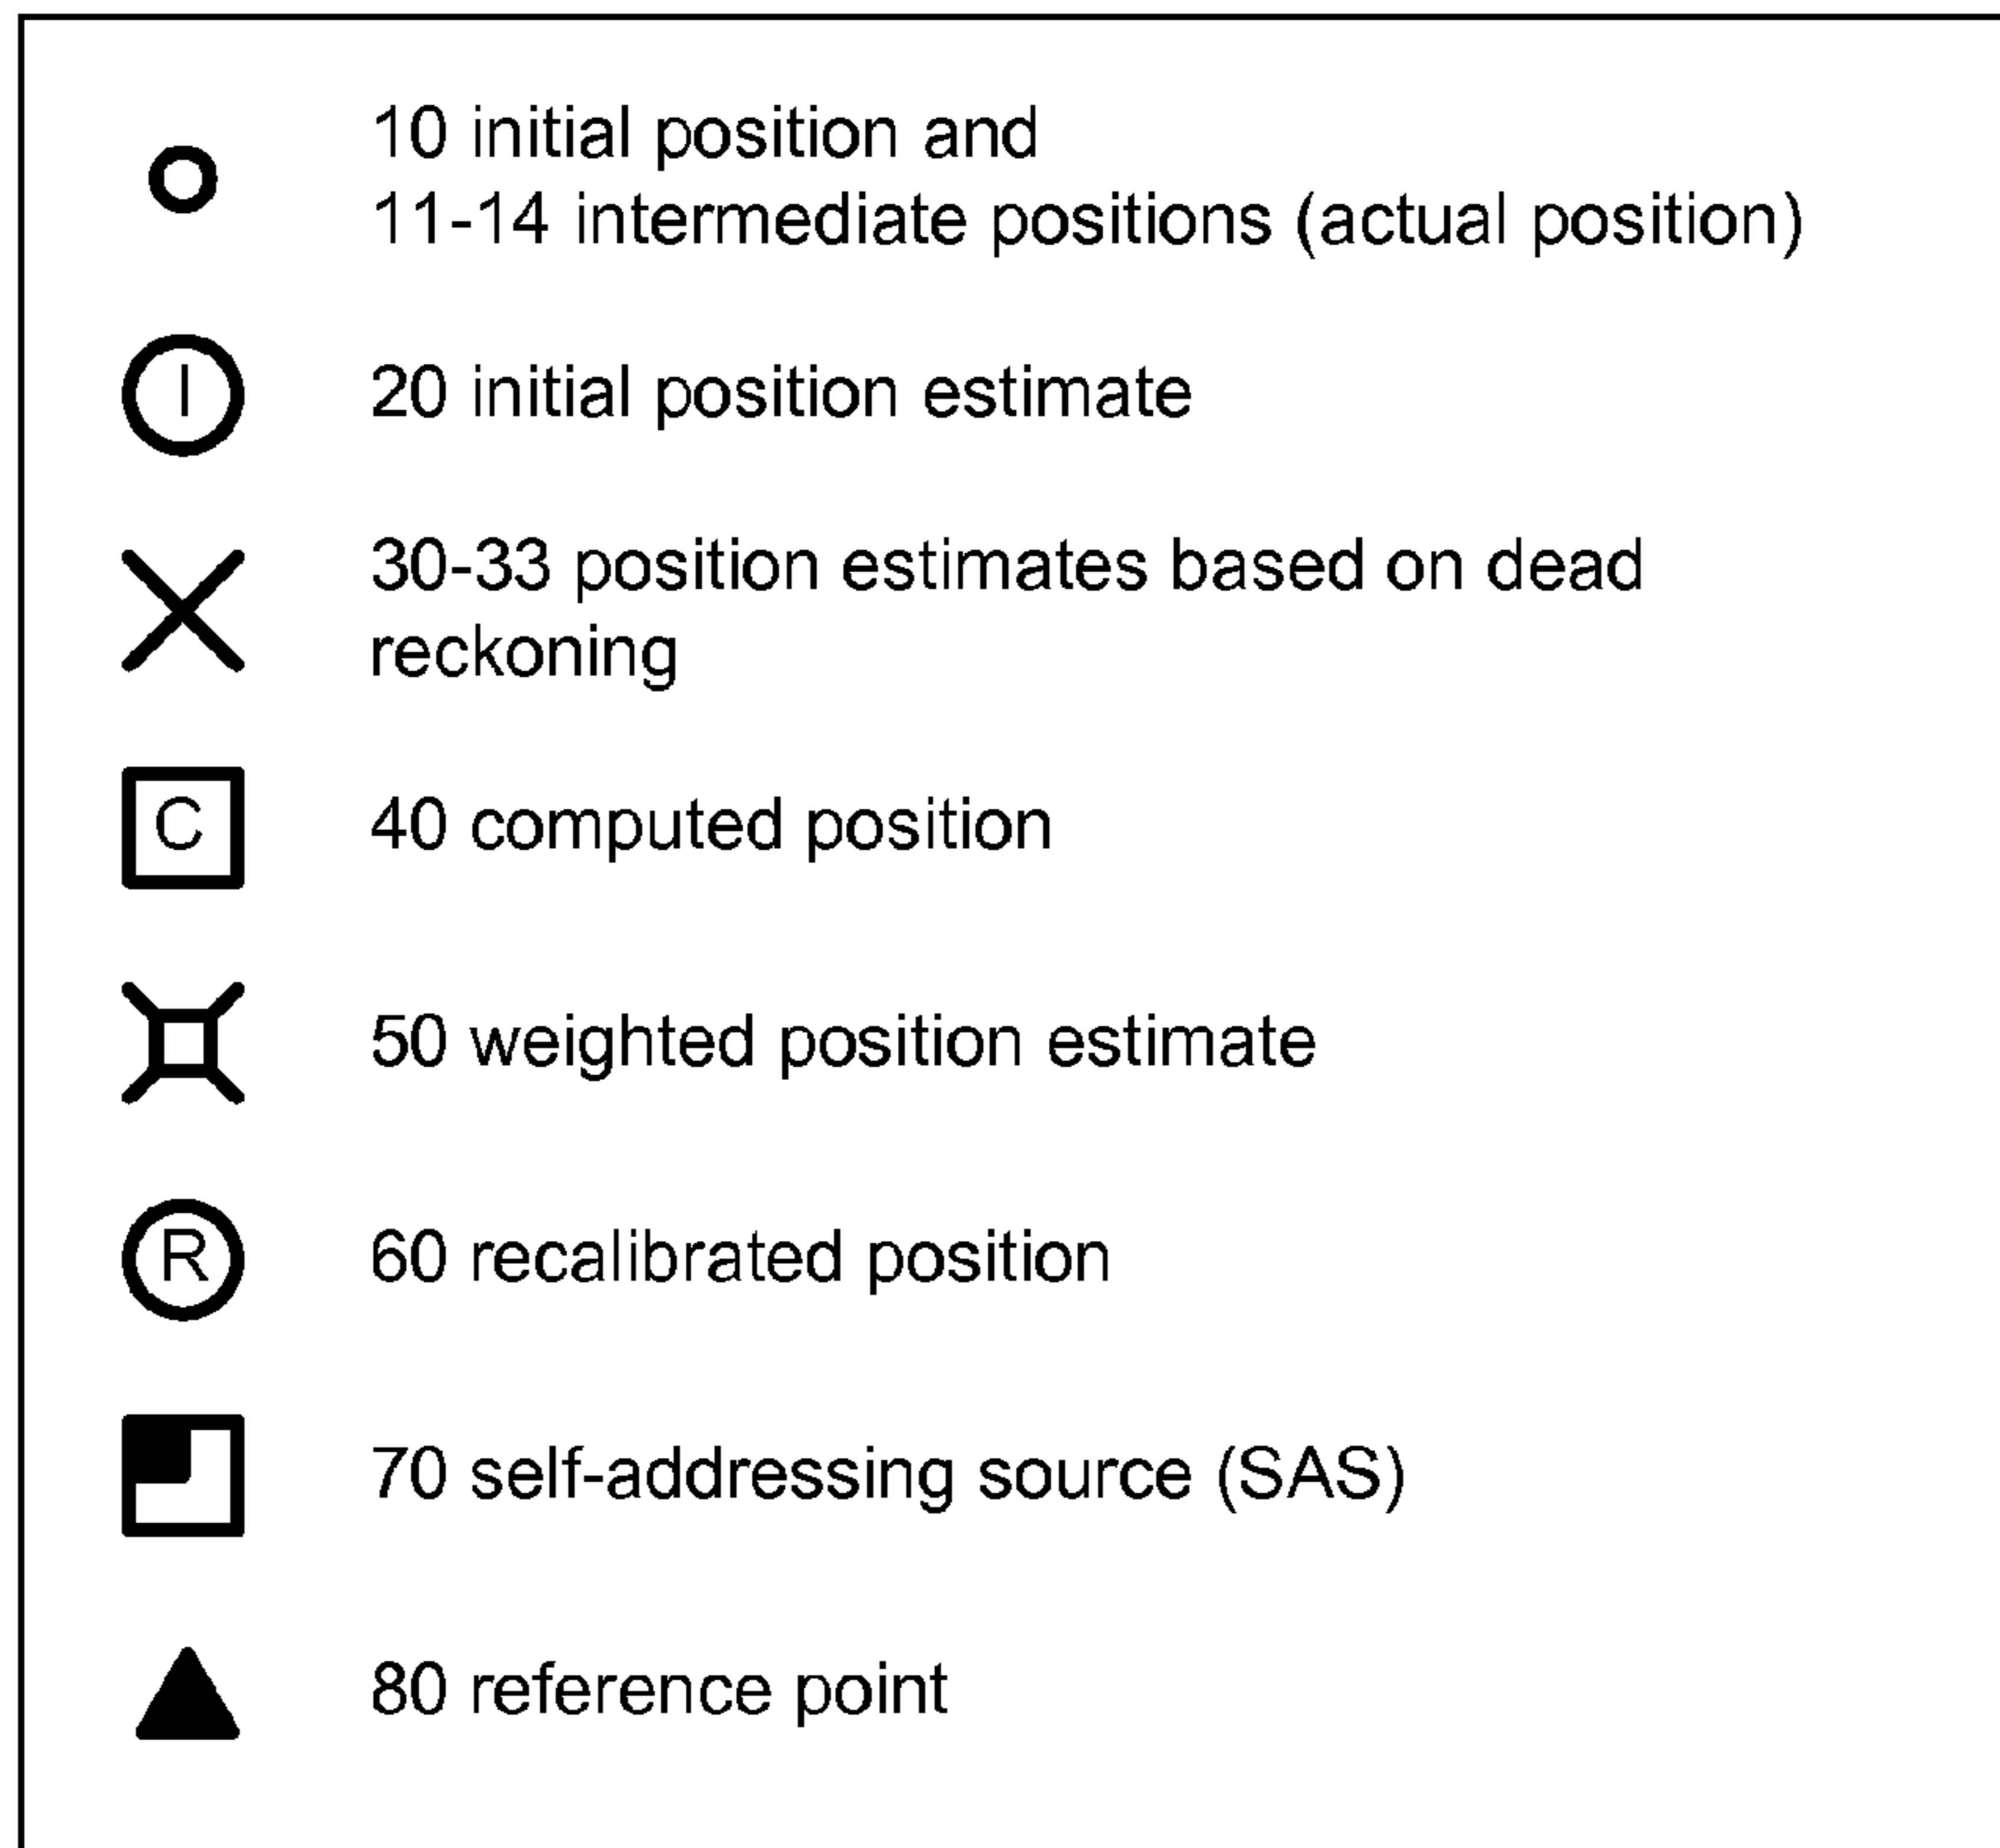 10 initial position and
11-14 intermediate positions (actual position)
I
20 initial position estimate
30-33 position estimates based on dead
reckoning
C
40 computed position
50 weighted position estimate
R
60 recalibrated position
70 self-addressing source (SAS)
80 reference point